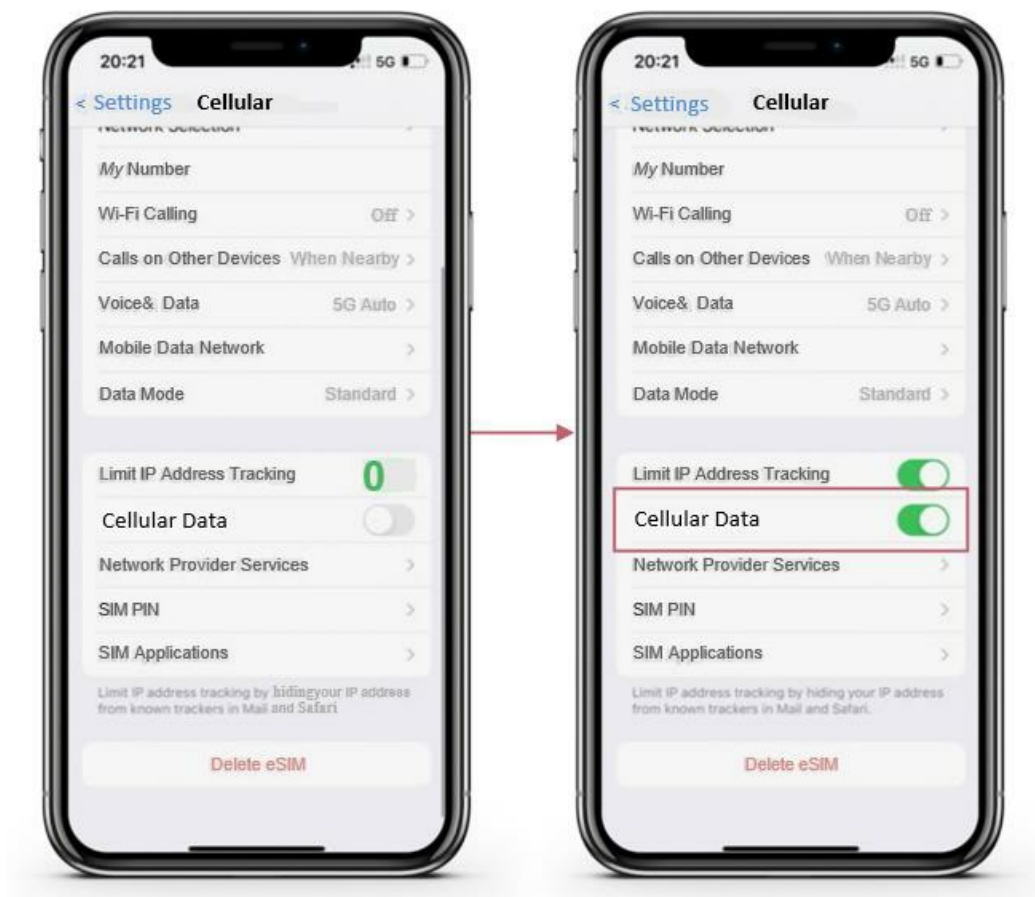 20:21
5G
< Settings Cellular
Network Selection
My Number
Wi-Fi Calling Off >
Calls on Other Devices When Nearby >
Voice& Data 5G Auto >
Mobile Data Network >
Data Mode Standard >
Limit IP Address Tracking 0
Cellular Data
Network Provider Services >
SIM PIN >
SIM Applications >
Limit IP address tracking by hidingyour IP address
from known trackers in Mail and Safari
Delete eSIM
20:21
5G
< Settings Cellular
Network Selection
My Number
Wi-Fi Calling Off >
Calls on Other Devices When Nearby >
Voice& Data 5G Auto >
Mobile Data Network >
Data Mode Standard >
Limit IP Address Tracking
Cellular Data
Network Provider Services >
SIM PIN >
SIM Applications >
Limit IP address tracking by hiding your IP address
from known trackers in Mail and Safari.
Delete eSIM